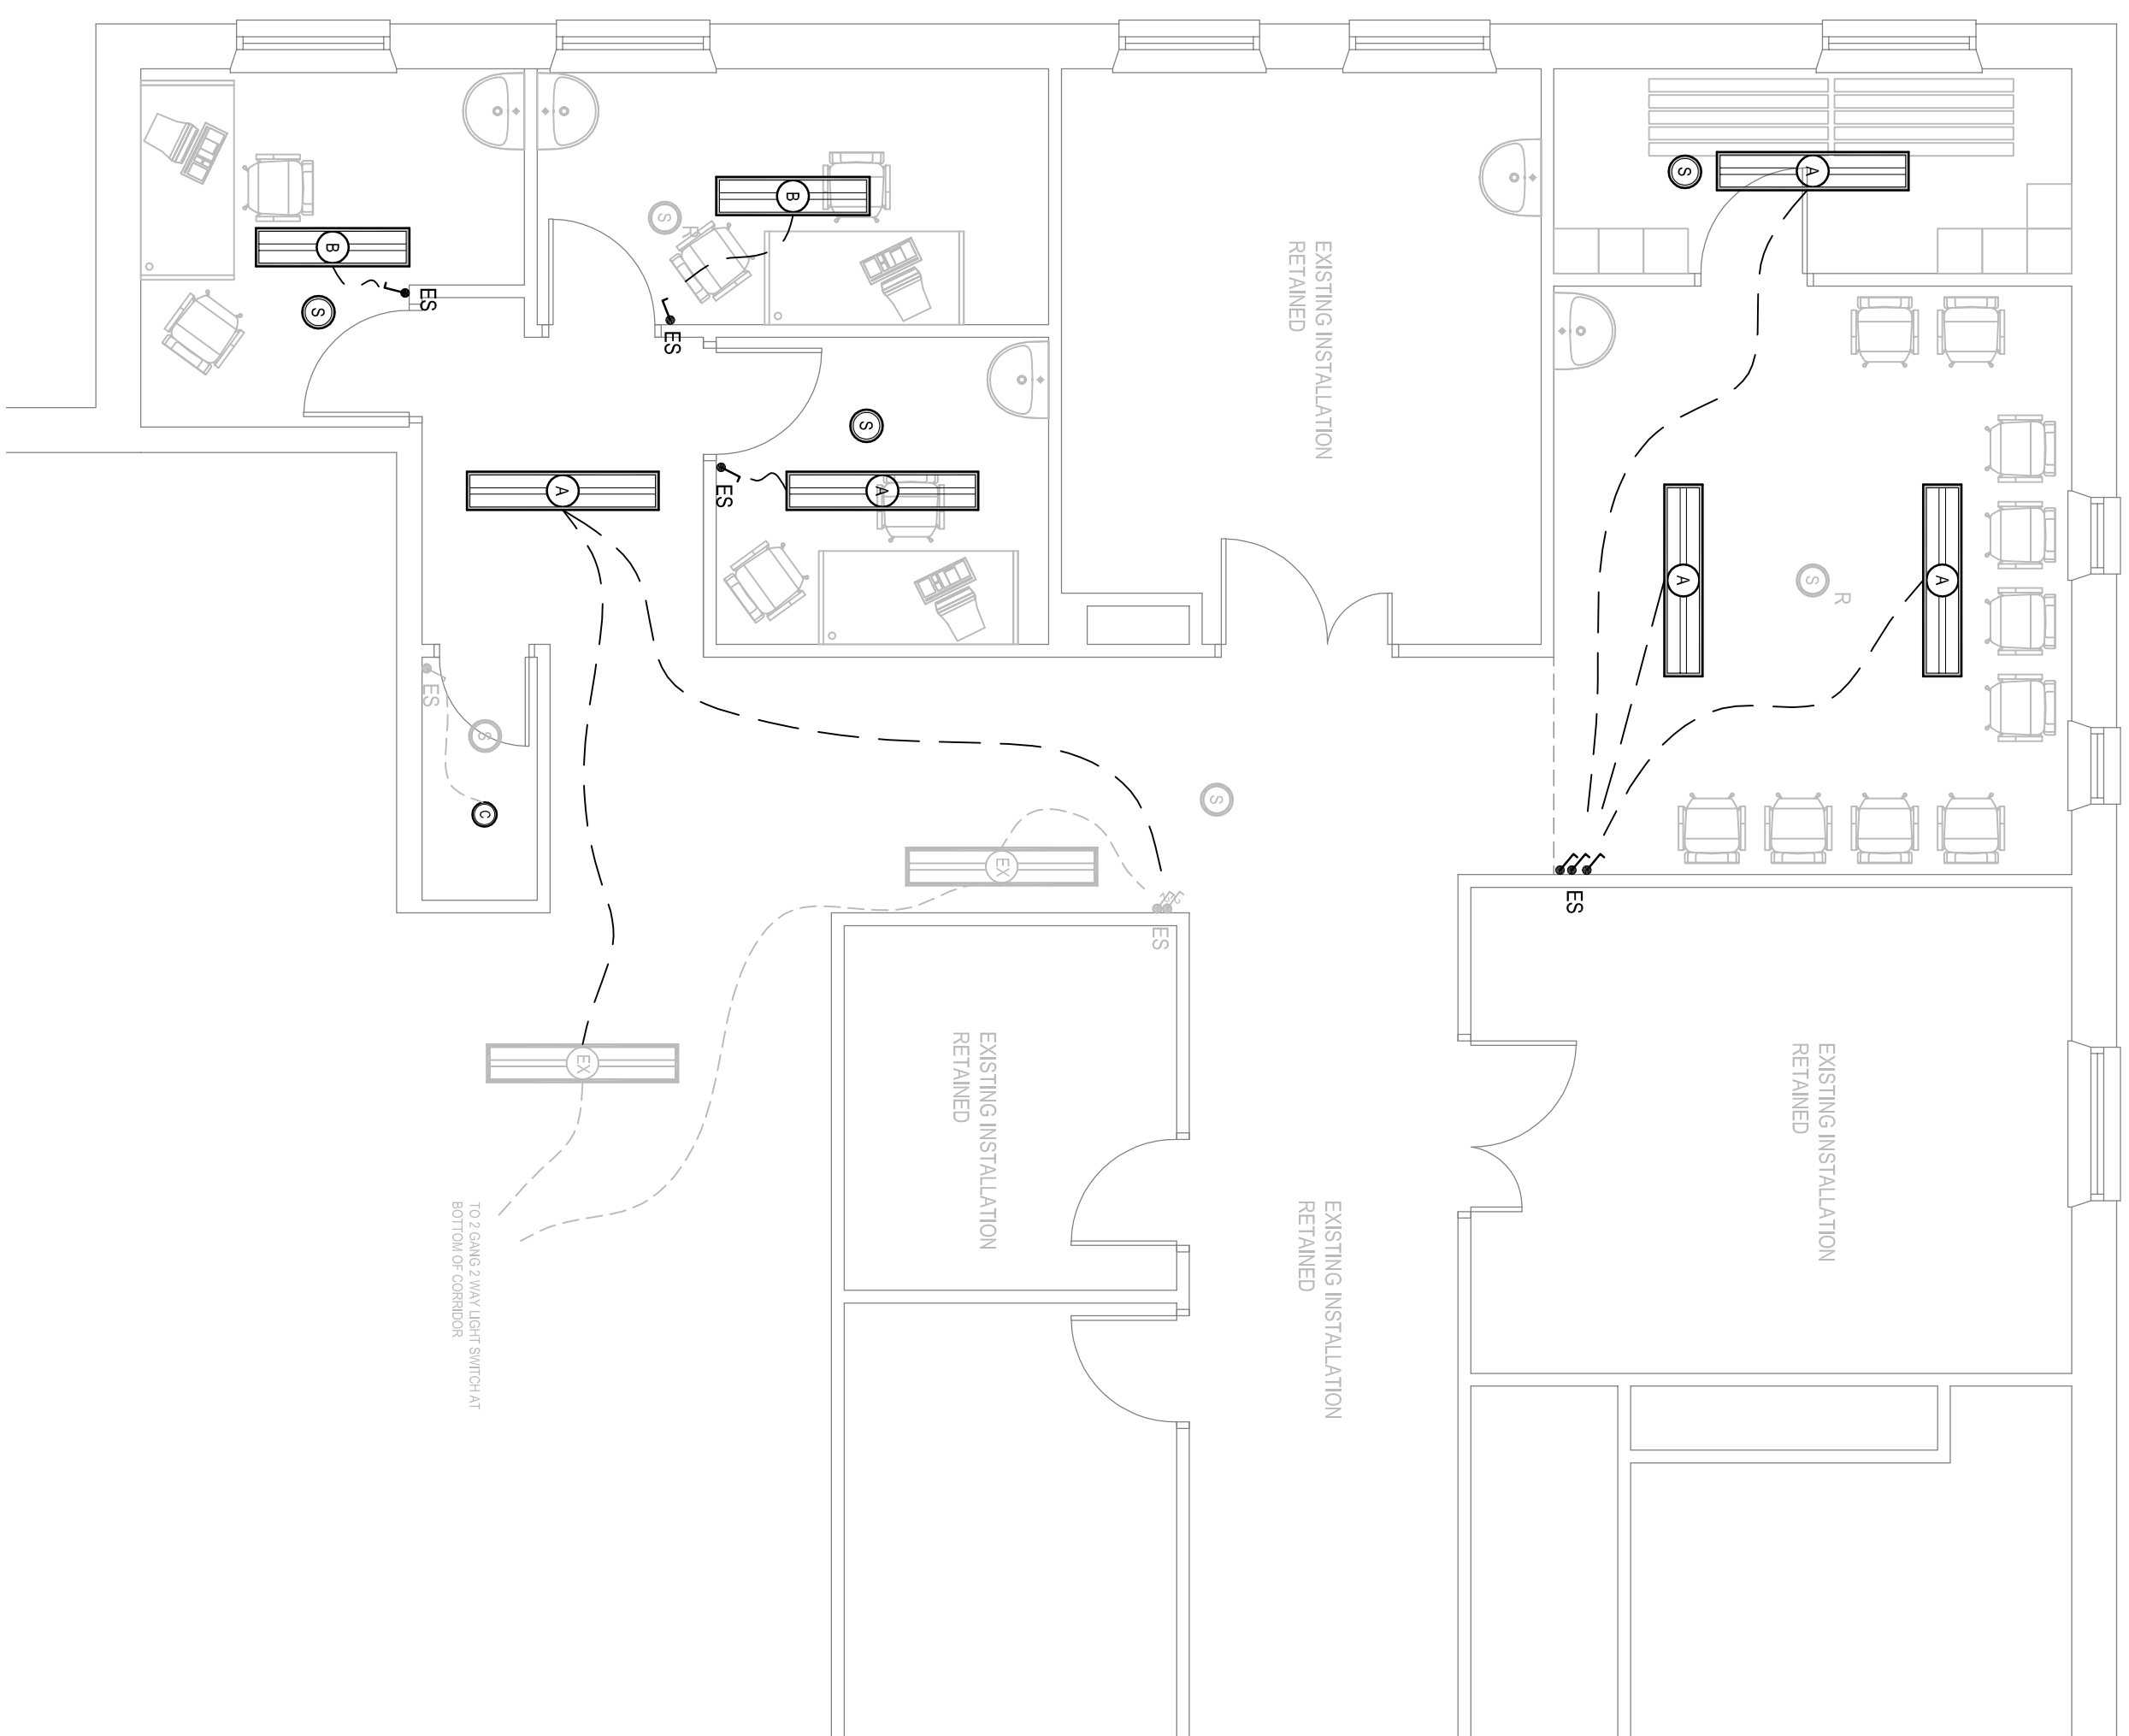 B
B
S
S
A
R
ES
ES
EXISTING INSTALLATION
RETAINED
S
A
A
ES
A
A
S
R
ES
S
C
S
EX
ES
ES
EX
EXISTING INSTALLATION
RETAINED
EXISTING INSTALLATION
RETAINED
EXISTING INSTALLATION
RETAINED
TO 2 GANG 2 WAY LIGHT SWITCH AT
BOTTOM OF CORRIDOR